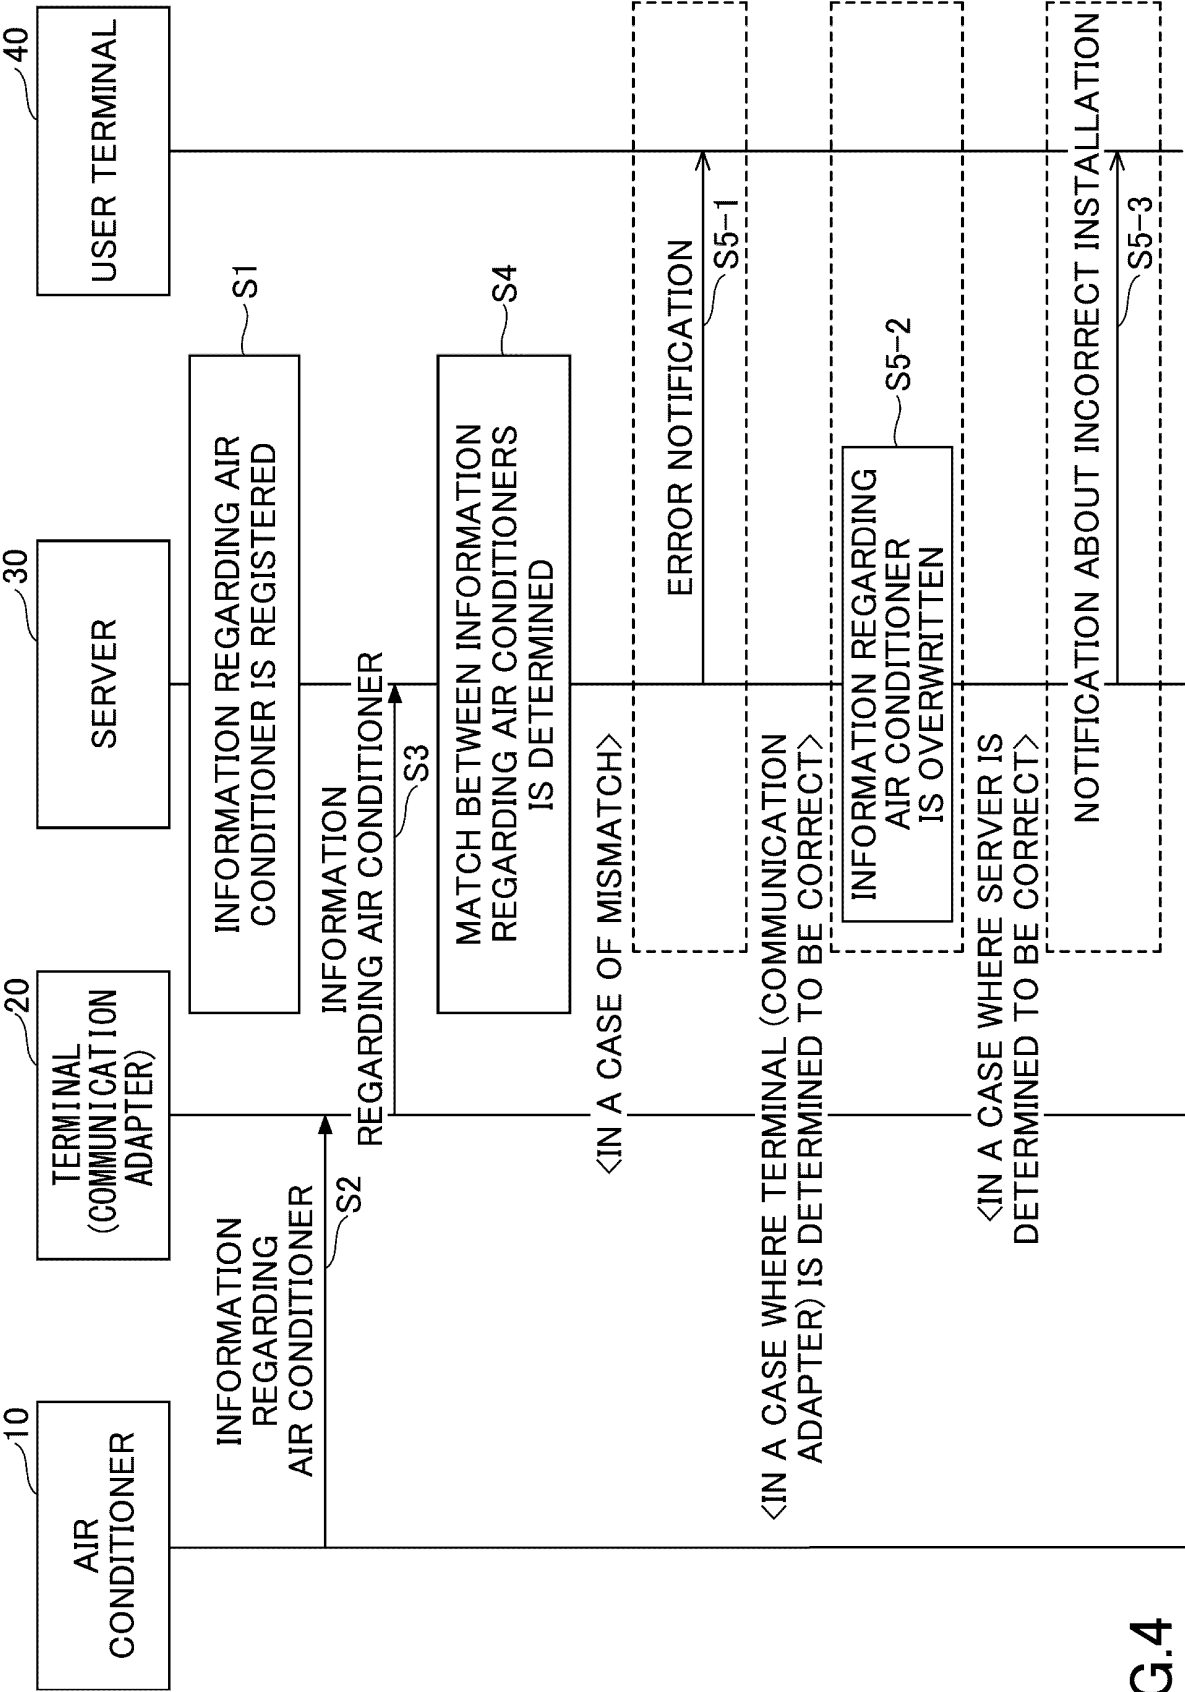 10
AIR
CONDITIONER
20
TERMINAL
(COMMUNICATION
ADAPTER)
30
SERVER
40
USER TERMINAL
INFORMATION REGARDING AIR
CONDITIONER IS REGISTERED
S1
INFORMATION
REGARDING
AIR CONDITIONER
S2
INFORMATION
REGARDING AIR CONDITIONER
S3
MATCH BETWEEN INFORMATION
REGARDING AIR CONDITIONERS
IS DETERMINED
S4
<IN A CASE OF MISMATCH>
ERROR NOTIFICATION
S5-1
<IN A CASE WHERE TERMINAL (COMMUNICATION
ADAPTER) IS DETERMINED TO BE CORRECT>
INFORMATION REGARDING
AIR CONDITIONER
IS OVERWRITTEN
S5-2
<IN A CASE WHERE SERVER IS
DETERMINED TO BE CORRECT>
NOTIFICATION ABOUT INCORRECT INSTALLATION
S5-3
G.4